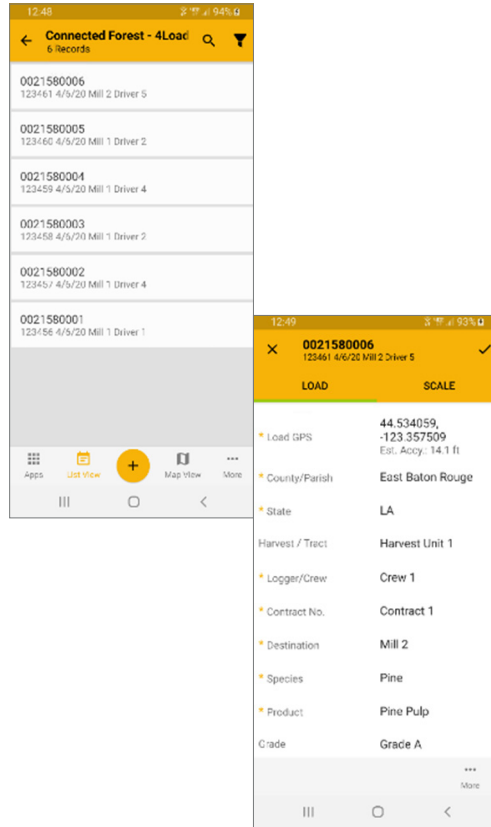 12:48 94%
Connected Forest - 4Load
6 Records
0021580006
123461 4/6/20 Mill 2 Driver 5
0021580005
123460 4/6/20 Mill 1 Driver 2
0021580004
123459 4/6/20 Mill 1 Driver 4
0021580003
123458 4/6/20 Mill 1 Driver 2
0021580002
123457 4/6/20 Mill 1 Driver 4
0021580001
123456 4/6/20 Mill 1 Driver 1
Apps List View Map View More
12:49 93%
0021580006
123461 4/6/20 Mill 2 Driver 5
LOAD SCALE
* Load GPS 44.534059,
-123.357509
Est. Accy.: 14.1 ft
* County/Parish East Baton Rouge
* State LA
Harvest / Tract Harvest Unit 1
* Logger/Crew Crew 1
* Contract No. Contract 1
* Destination Mill 2
* Species Pine
* Product Pine Pulp
Grade Grade A
More